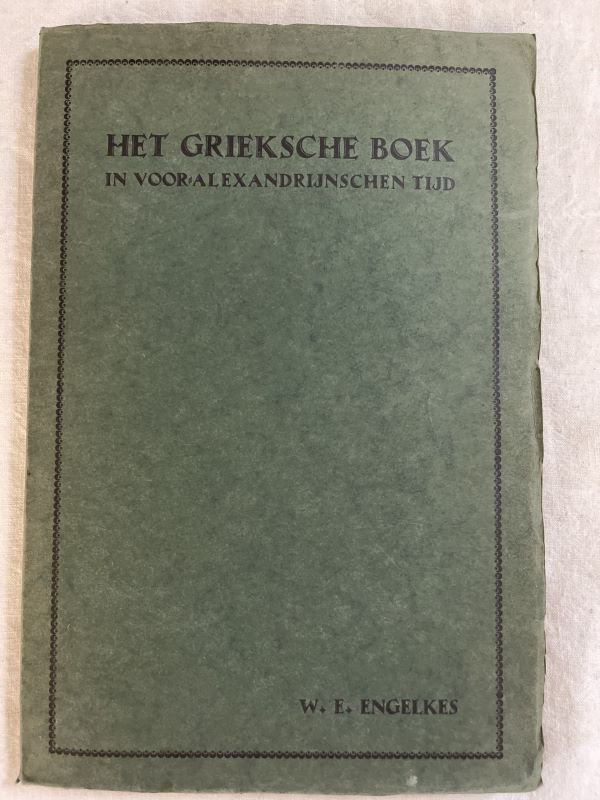 HET GRIEKSCHE BOEK
IN VOOR-ALEXANDRIJNSCHEN TIJD
W. E. ENGELKES